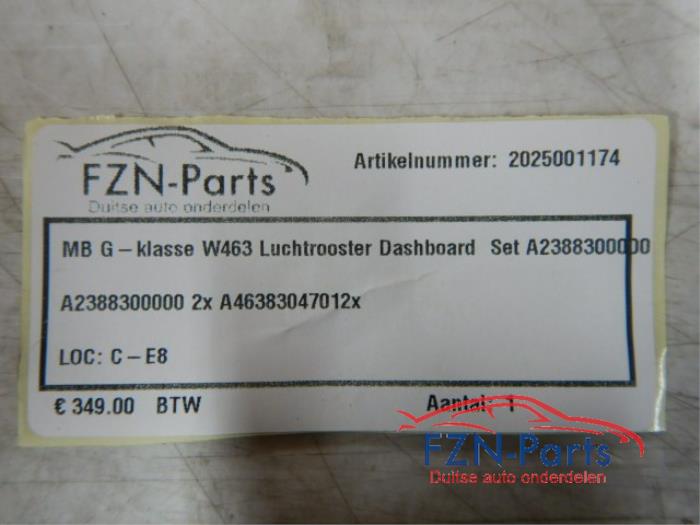 FZN-Parts
Duitse auto onderdelen
Artikelnummer: 2025001174
MB G-klasse W463 Luchtrooster Dashboard Set A2388300000
A2388300000 2x A46383047012x
LOC: C-E8
€ 349.00 BTW
Aantal: 1
FZN-Parts
Duitse auto onderdelen